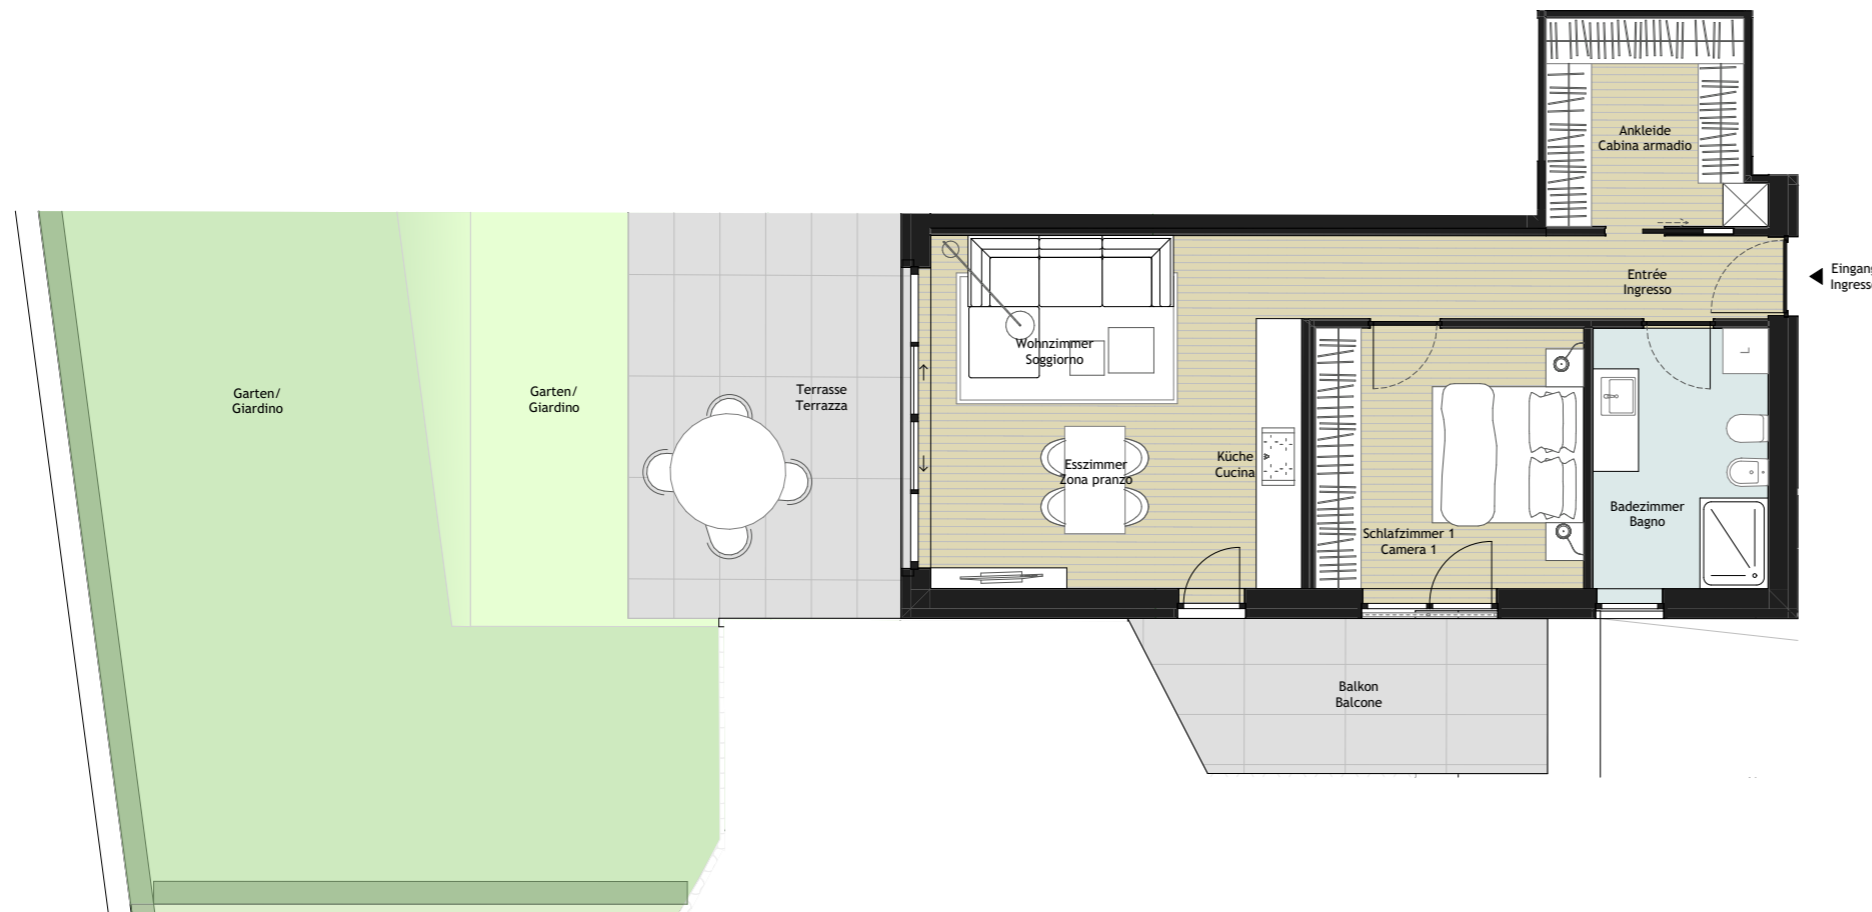 Ankleide
Cabina armadio
Entrée
Ingresso
Eingang
Ingresso
Wohnzimmer
Soggiorno
Garten/
Giardino
Garten/
Giardino
Terrasse
Terrazza
Esszimmer
Zona pranzo
Küche
Cucina
Schlafzimmer 1
Camera 1
Badezimmer
Bagno
L
Balkon
Balcone